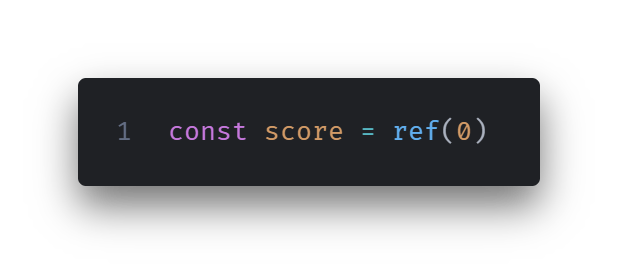 1 const score = ref(0)